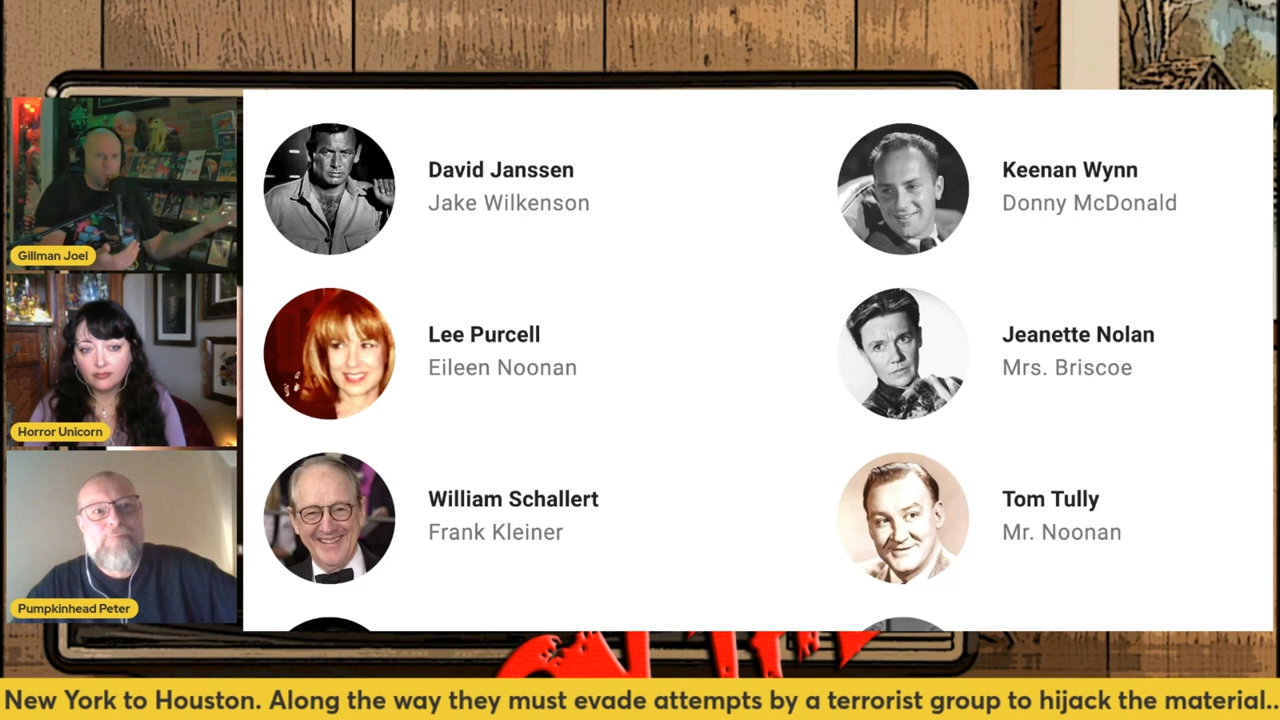 Gillman Joel
Horror Unicorn
Pumpkinhead Peter
David Janssen
Jake Wilkenson
Keenan Wynn
Donny McDonald
Lee Purcell
Eileen Noonan
Jeanette Nolan
Mrs. Briscoe
William Schallert
Frank Kleiner
Tom Tully
Mr. Noonan
New York to Houston. Along the way they must evade attempts by a terrorist group to hijack the material..